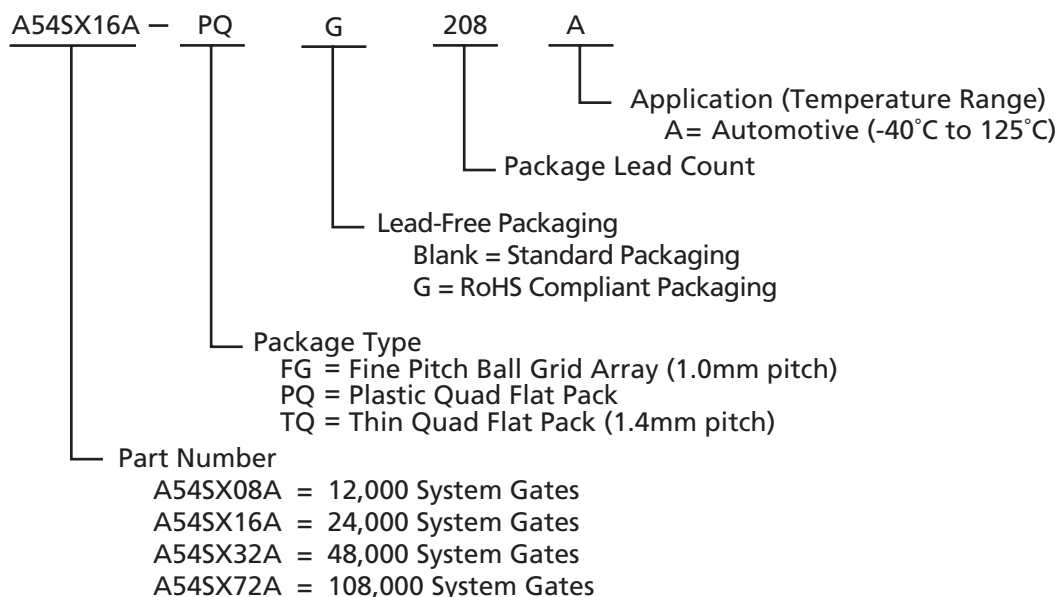 A54SX16A – PQ G 208 A
Application (Temperature Range)
A = Automotive (-40˚C to 125˚C)
Package Lead Count
Lead-Free Packaging
Blank = Standard Packaging
G = RoHS Compliant Packaging
Package Type
FG = Fine Pitch Ball Grid Array (1.0mm pitch)
PQ = Plastic Quad Flat Pack
TQ = Thin Quad Flat Pack (1.4mm pitch)
Part Number
A54SX08A = 12,000 System Gates
A54SX16A = 24,000 System Gates
A54SX32A = 48,000 System Gates
A54SX72A = 108,000 System Gates